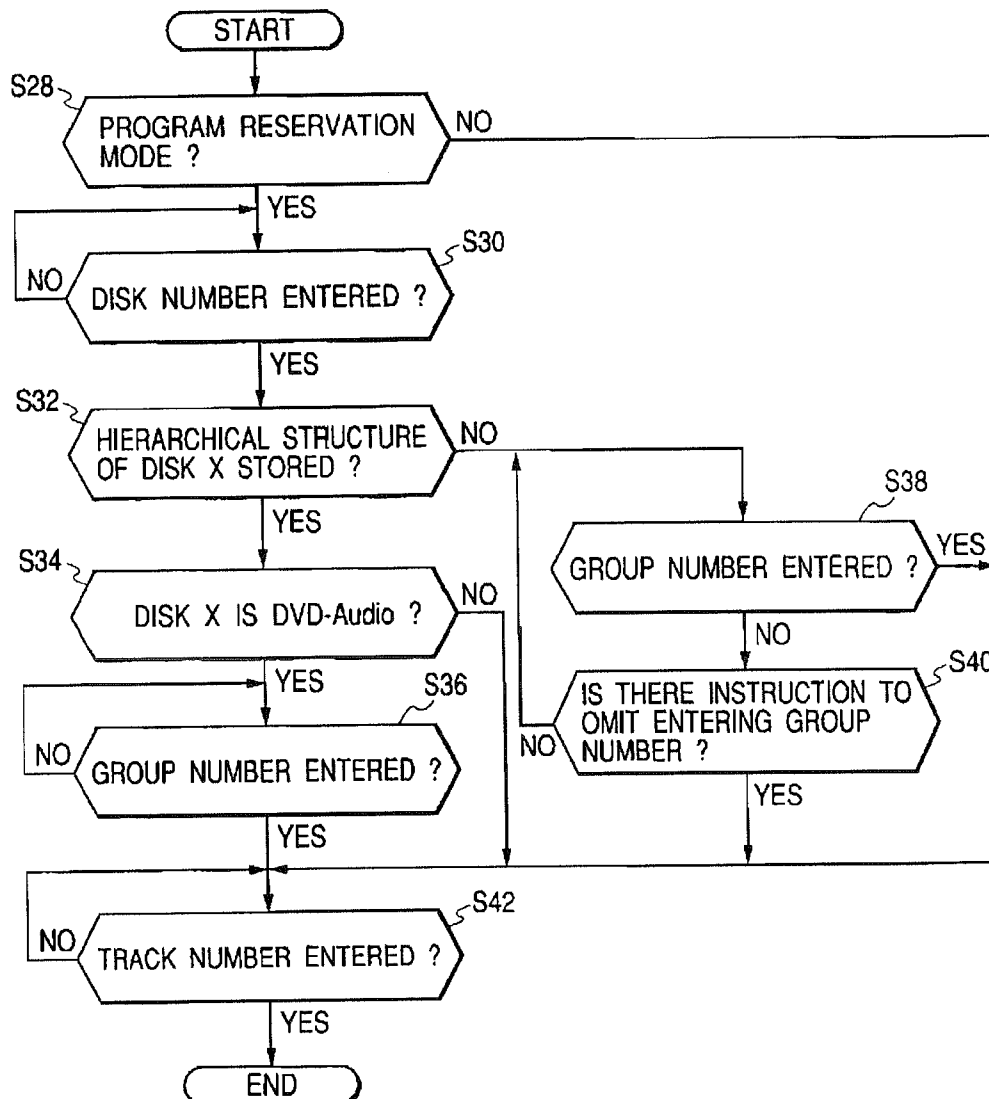 START
S28
PROGRAM RESERVATION
MODE ?
NO
YES
S30
NO
DISK NUMBER ENTERED ?
YES
S32
HIERARCHICAL STRUCTURE
OF DISK X STORED ?
NO
YES
S38
GROUP NUMBER ENTERED ?
YES
NO
S34
DISK X IS DVD-Audio ?
NO
YES
S40
IS THERE INSTRUCTION TO
OMIT ENTERING GROUP
NUMBER ?
NO
YES
S36
NO
GROUP NUMBER ENTERED ?
YES
S42
NO
TRACK NUMBER ENTERED ?
YES
END